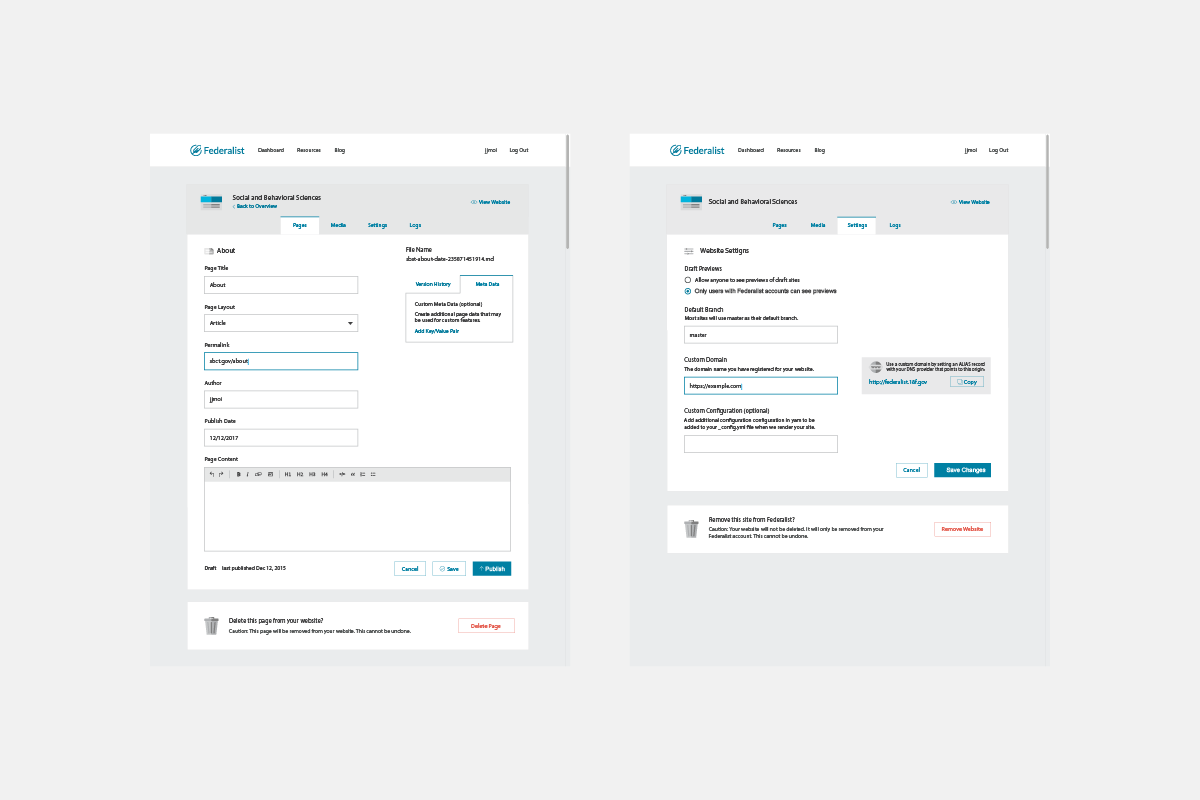 Federalist Dashboard Resources Blog jjmoi Log Out
Social and Behavioral Sciences
‹ Back to Overview
View Website
Pages Media Settings Logs
About
Page Title
About
Page Layout
Article
Permalink
sbct.gov/about
Author
jjmoi
Publish Date
12/12/2017
File Name
sbst-about-date-235871451914.md
Version History Meta Data
Custom Meta Data (optional)
Create additional page data that may
be used for custom features
Add Key/Value Pair
Page Content
B I H1 H2 H3 H4
Draft last published Dec 12, 2015
Cancel Save Publish
Delete this page from your website?
Caution: This page will be removed from your website. This cannot be undone.
Delete Page
Federalist Dashboard Resources Blog jjmoi Log Out
Social and Behavioral Sciences
View Website
Pages Media Settings Logs
Website Settigns
Draft Previews
Allow anyone to see previews of draft sites
Only users with Federalist accounts can see previews
Default Branch
Most sites will use master as their default branch.
master
Custom Domain
The domain name you have registered for your website.
https://example.com
WWW
Use a custom domain by setting an ALIAS record
with your DNS provider that points to this origin.
http://federalist.18f.gov
Copy
Custom Configuration (optional)
Add additional configuration configuration in yam to be
added to your _config.yml file when we render your site.
Cancel Save Changes
Remove this site from Federalist?
Caution: Your website will not be deleted. It will only be removed from your
Federalist account. This cannot be undone.
Remove Website